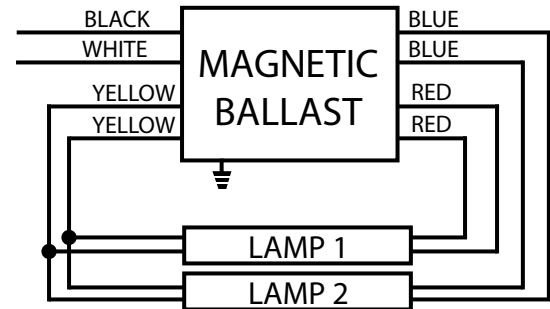 BLACK
WHITE
YELLOW
YELLOW
MAGNETIC
BALLAST
BLUE
BLUE
RED
RED
LAMP 1
LAMP 2